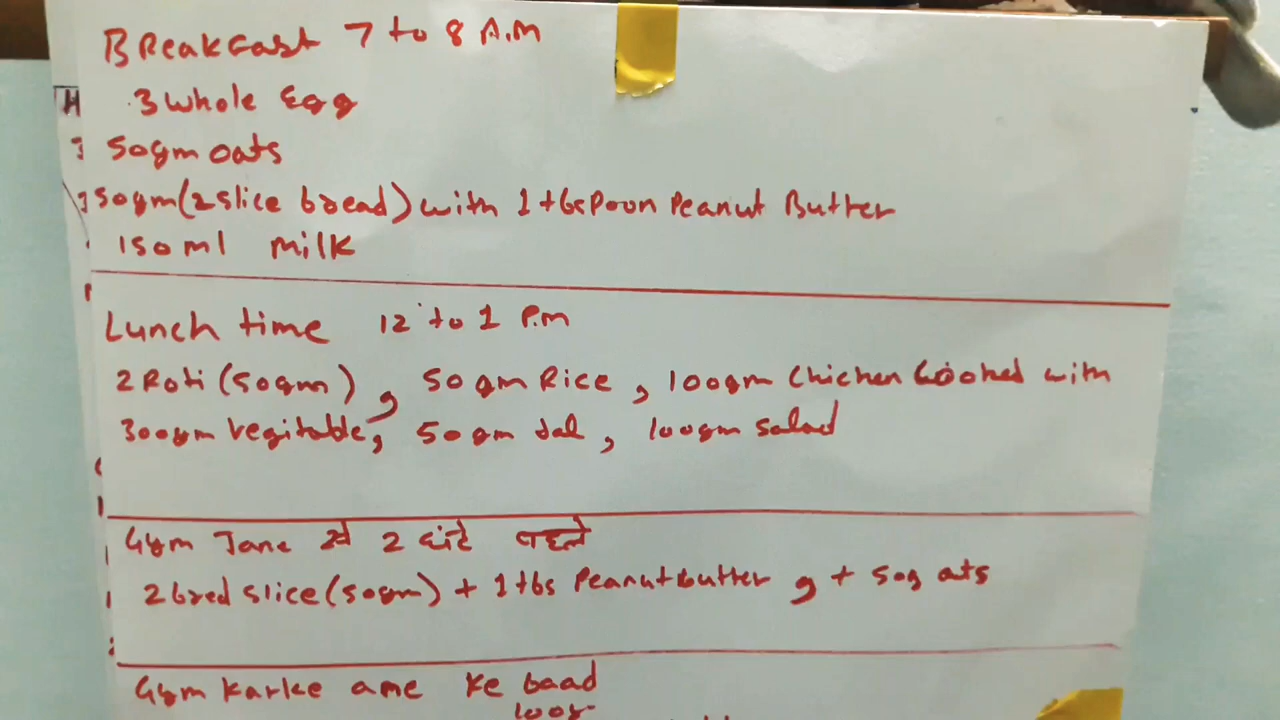 Breakfast 7 to 8 A.M
3 whole Egg
50gm oats
50gm(2 slice bread) with 1 tbspoon Peanut Butter
150ml milk
Lunch time 12 to 1 P.m
2 Roti (50gm), 50gm Rice, 100gm Chicken Cooked with
300gm vegitable, 50gm dal, 100gm salad
Gym Jane से 2 घंटे पहले
2 bred slice (50gm) + 1 tbs Peanut butter, + 50g ats
Gym Karke ane ke baad